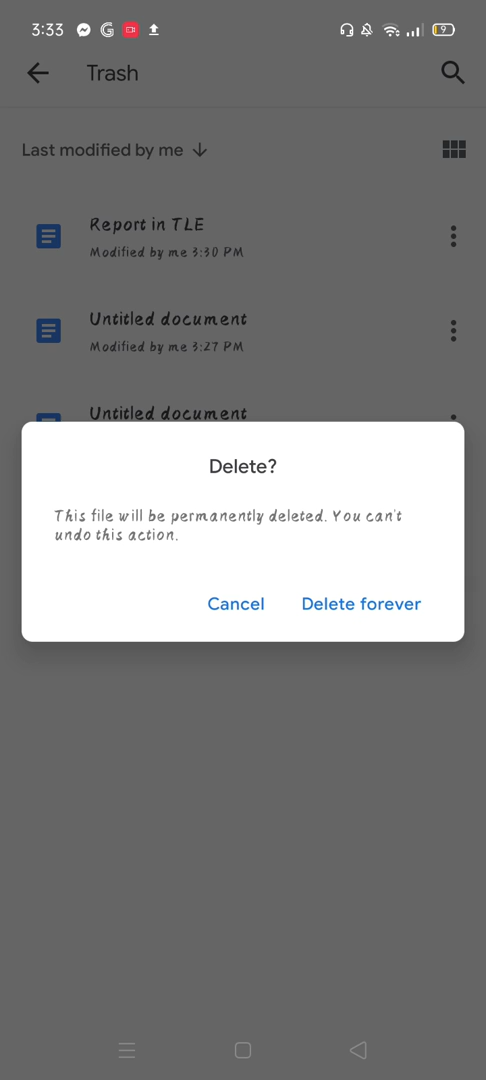 3:33
9
Trash
Last modified by me
Report in TLE
Modified by me 3:30 PM
Untitled document
Modified by me 3:27 PM
Untitled document
Delete?
This file will be permanently deleted. You can't
undo this action.
Cancel
Delete forever